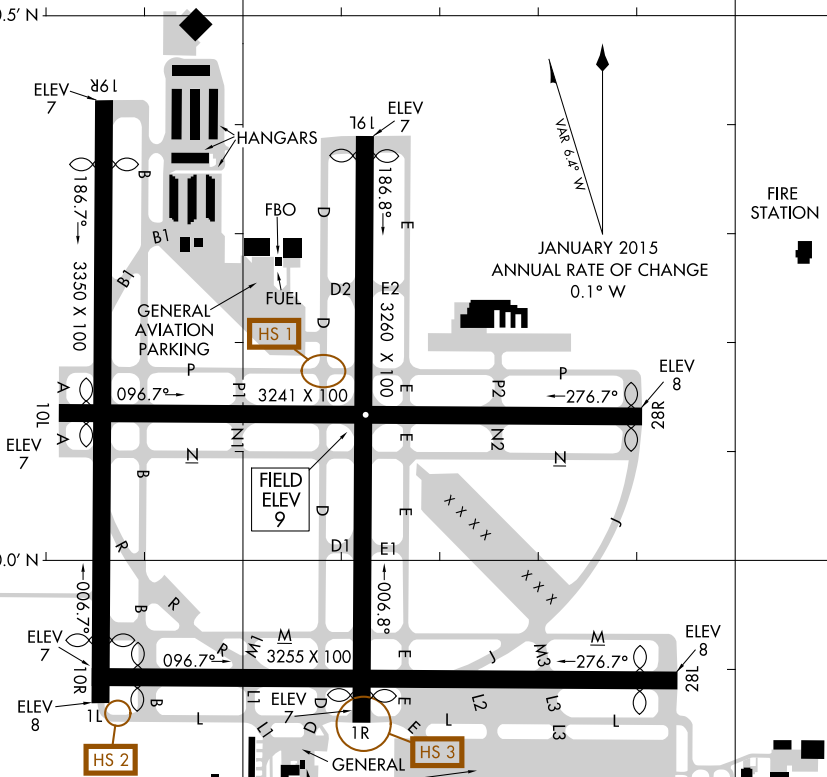 0.5' N
ELEV
7
19R
HANGARS
19L
ELEV
7
VAR 6.4° W
FIRE
STATION
B
186.7°
186.8°
D
E
B1
FBO
JANUARY 2015
ANNUAL RATE OF CHANGE
0.1° W
B1
3350 X 100
FUEL
D2
E2
GENERAL
AVIATION
PARKING
HS 1
D
3260 X 100
P
P
ELEV
8
A
096.7°
P1
3241 X 100
E
P2
276.7°
10L
28R
A
ELEV
7
N
N1
E
N2
N
B
FIELD
ELEV
9
X X X X
D
E
J
R
D1
E1
0.0' N
X X X
006.7°
006.8°
B
R
ELEV
7
R
M1
M
E
J
M3
M
ELEV
8
096.7°
3255 X 100
276.7°
10R
28L
ELEV
8
1L
B
L
L1
ELEV
7
D
E
L2
L3
L1
D
1R
E
L
L3
L
HS 2
HS 3
GENERAL